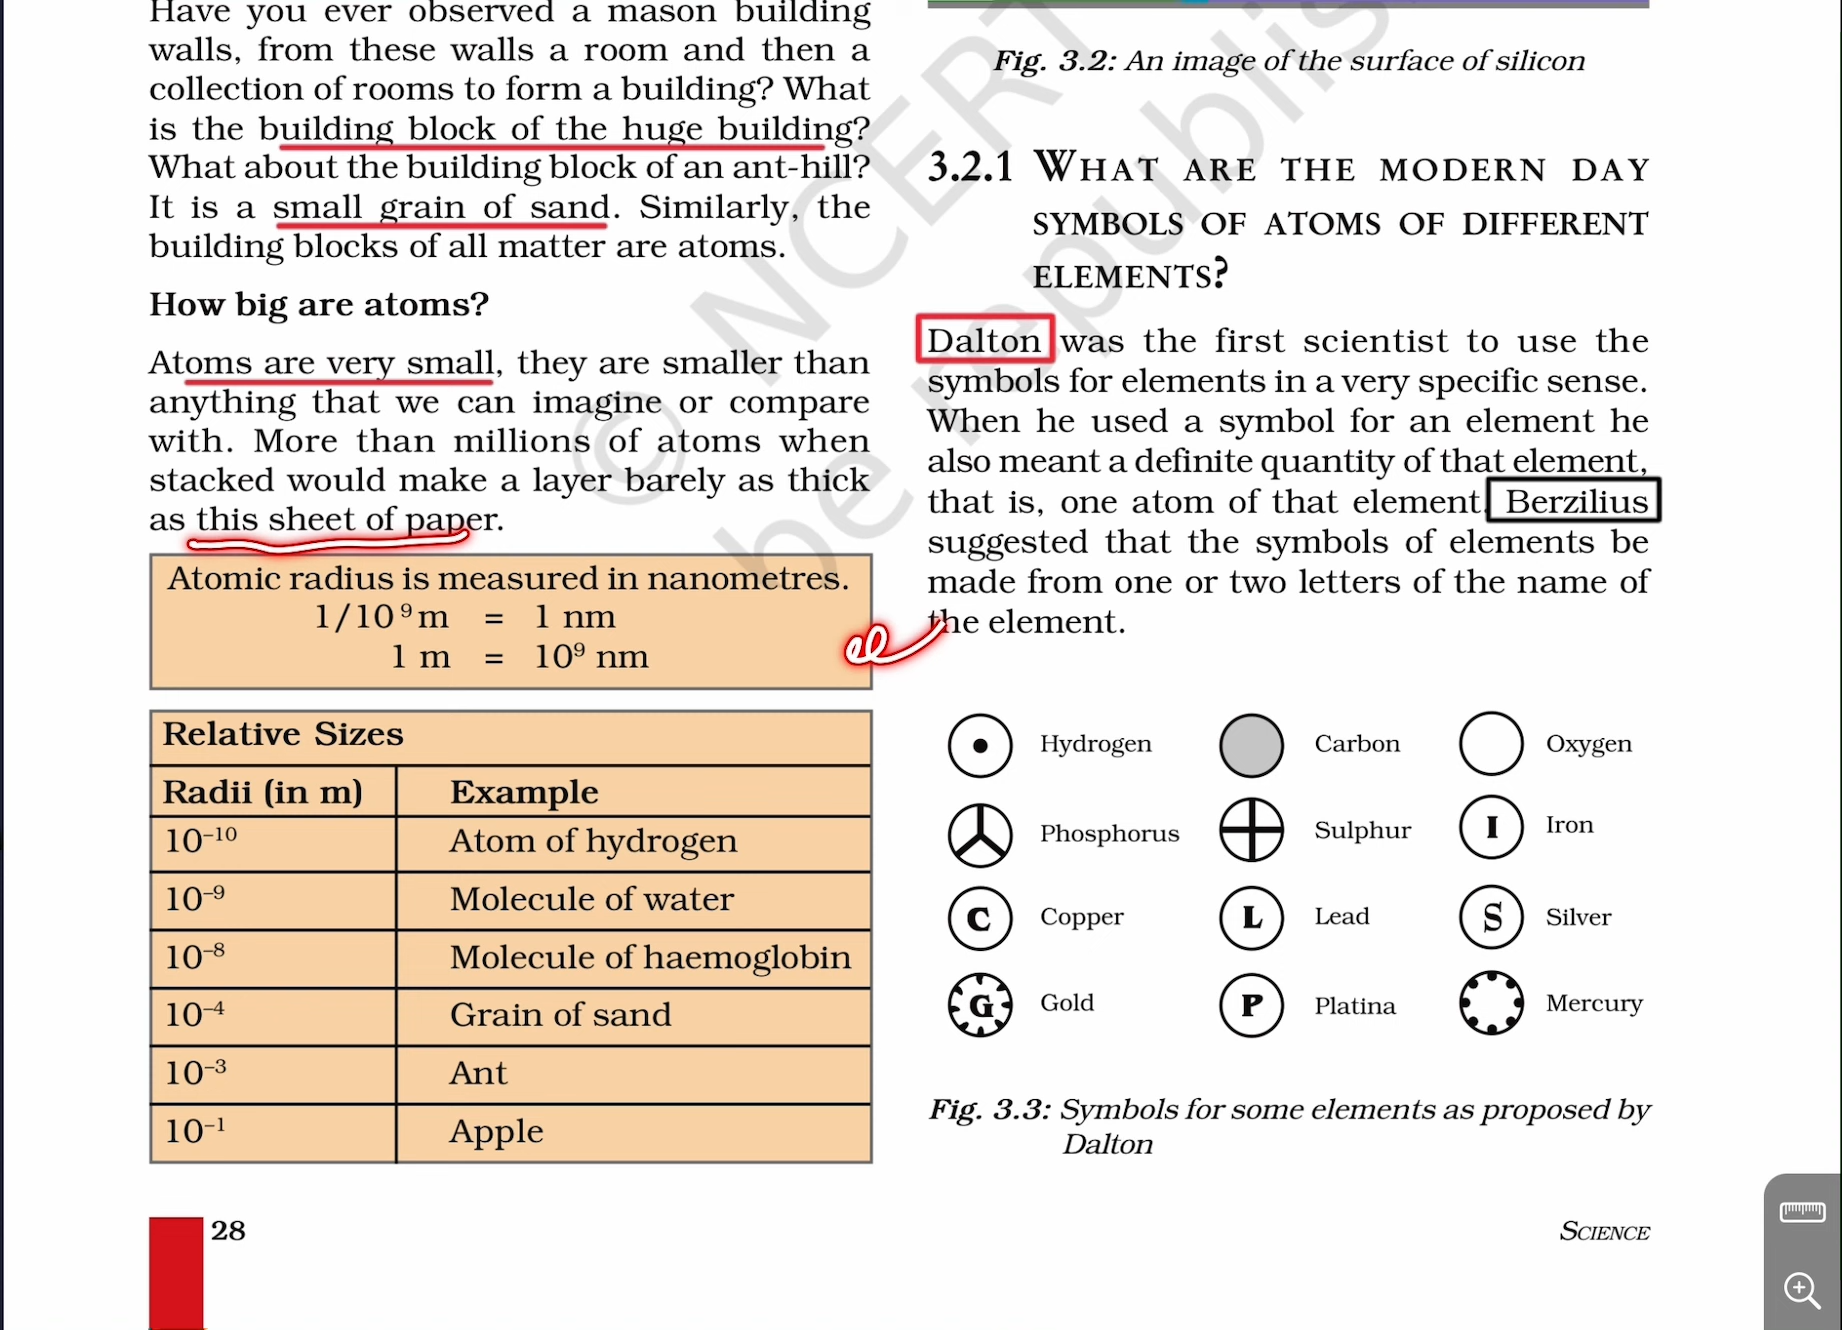 Have you ever observed a mason building
walls, from these walls a room and then a
collection of rooms to form a building? What
is the building block of the huge building?
What about the building block of an ant-hill?
It is a small grain of sand. Similarly, the
building blocks of all matter are atoms.
How big are atoms?
Atoms are very small, they are smaller than
anything that we can imagine or compare
with. More than millions of atoms when
stacked would make a layer barely as thick
as this sheet of paper.
Atomic radius is measured in nanometres.
1/10⁹ m = 1 nm
1 m = 10⁹ nm
Relative Sizes
Radii (in m) Example
10⁻¹⁰ Atom of hydrogen
10⁻⁹ Molecule of water
10⁻⁸ Molecule of haemoglobin
10⁻⁴ Grain of sand
10⁻³ Ant
10⁻¹ Apple
28
Fig. 3.2: An image of the surface of silicon
3.2.1 WHAT ARE THE MODERN DAY
SYMBOLS OF ATOMS OF DIFFERENT
ELEMENTS?
Dalton was the first scientist to use the
symbols for elements in a very specific sense.
When he used a symbol for an element he
also meant a definite quantity of that element,
that is, one atom of that element. Berzilius
suggested that the symbols of elements be
made from one or two letters of the name of
the element.
Hydrogen Carbon Oxygen
Phosphorus Sulphur I Iron
C Copper L Lead S Silver
G Gold P Platina Mercury
Fig. 3.3: Symbols for some elements as proposed by
Dalton
SCIENCE
© NCERT
be republis